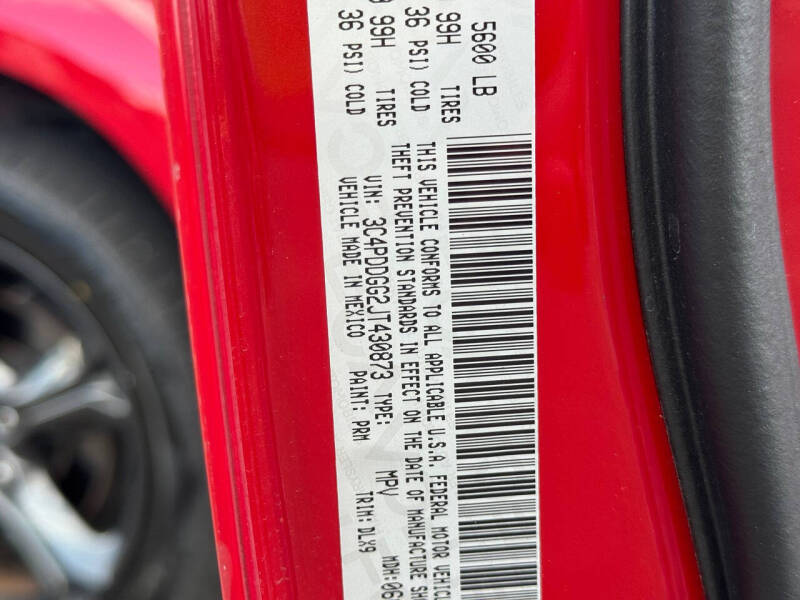 5600 LB
99H TIRES
36 PSI) COLD
99H TIRES
36 PSI) COLD
THIS VEHICLE CONFORMS TO ALL APPLICABLE U.S.A. FEDERAL MOTOR VEHICL
THEFT PREVENTION STANDARDS IN EFFECT ON THE DATE OF MANUFACTURE SH
VIN: 3C4PDDGG2JT430873 TYPE: MPV MDH:06
VEHICLE MADE IN MEXICO PAINT: PRM TRIM: DLX9